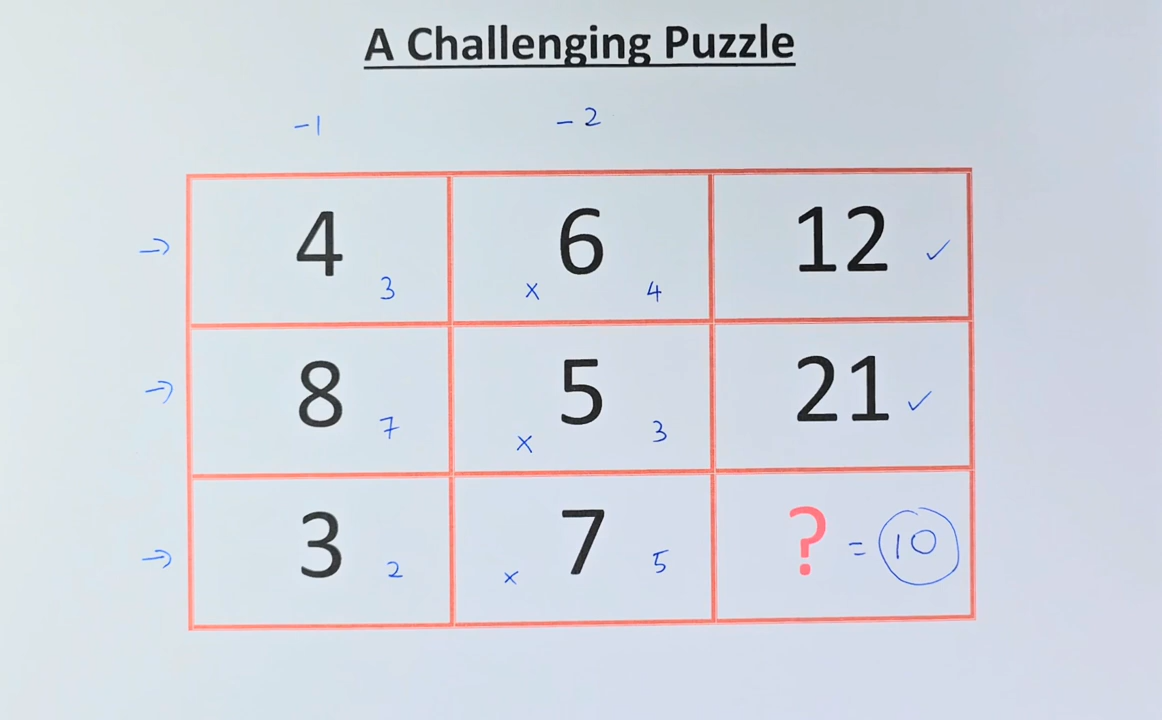 A Challenging Puzzle
-1 -2
→ 4 3 x 6 4 12 ✓
→ 8 7 x 5 3 21 ✓
→ 3 2 x 7 5 ? = 10